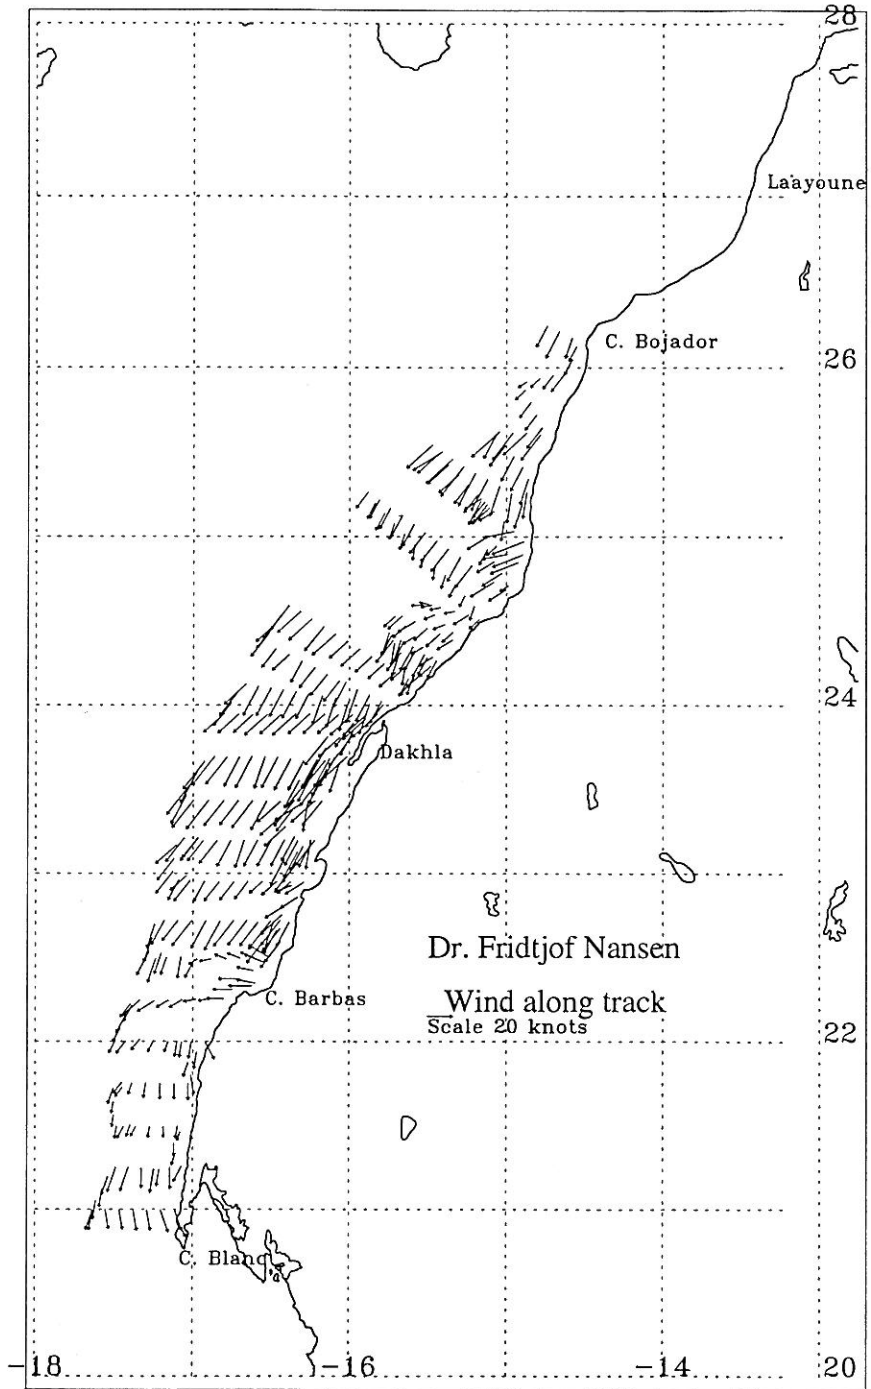 28
Laayoune
C. Bojador
26
24
Dakhla
Dr. Fridtjof Nansen
C. Barbas
Wind along track
Scale 20 knots
22
C. Blanc
-18
-16
-14
20